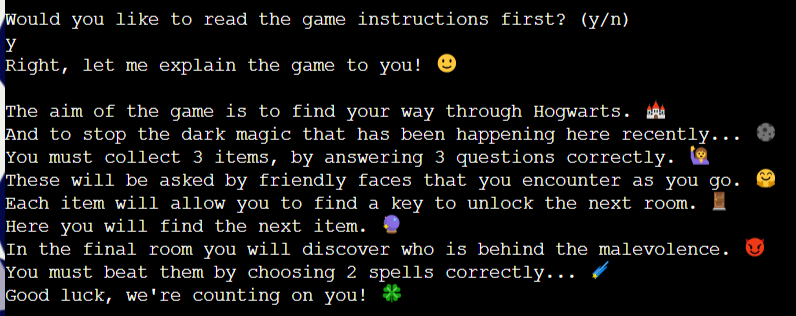 Would you like to read the game instructions first? (y/n)
y
Right, let me explain the game to you! 🙂
The aim of the game is to find your way through Hogwarts. 🏰
And to stop the dark magic that has been happening here recently... 🌑
You must collect 3 items, by answering 3 questions correctly. 🙋
These will be asked by friendly faces that you encounter as you go. 🤗
Each item will allow you to find a key to unlock the next room. 🚪
Here you will find the next item. 🔮
In the final room you will discover who is behind the malevolence. 😈
You must beat them by choosing 2 spells correctly... ☄️
Good luck, we're counting on you! 🍀